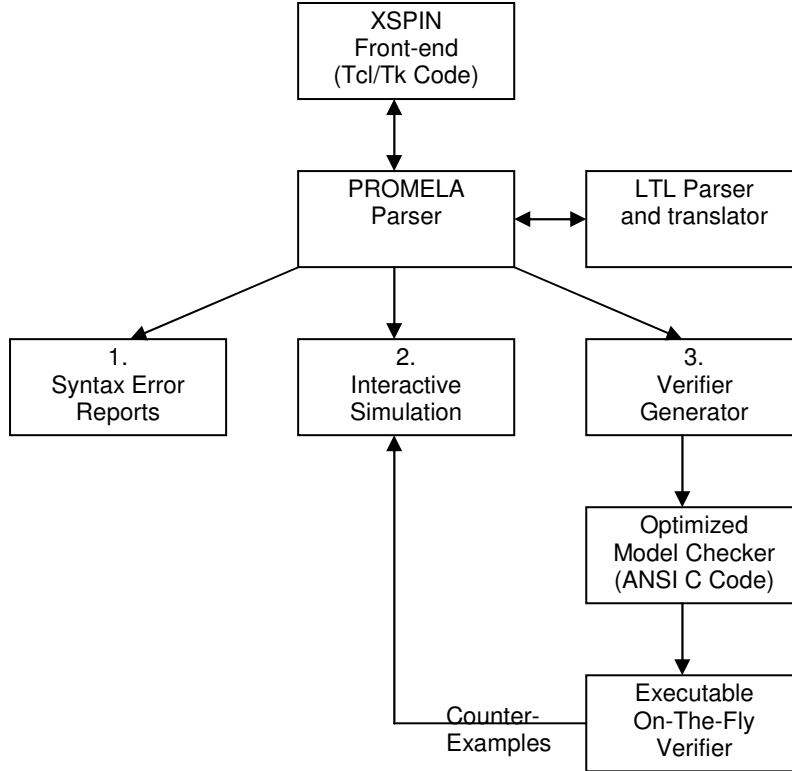 XSPIN
Front-end
(Tcl/Tk Code)
PROMELA
Parser
LTL Parser
and translator
1.
Syntax Error
Reports
2.
Interactive
Simulation
3.
Verifier
Generator
Optimized
Model Checker
(ANSI C Code)
Counter-
Examples
Executable
On-The-Fly
Verifier